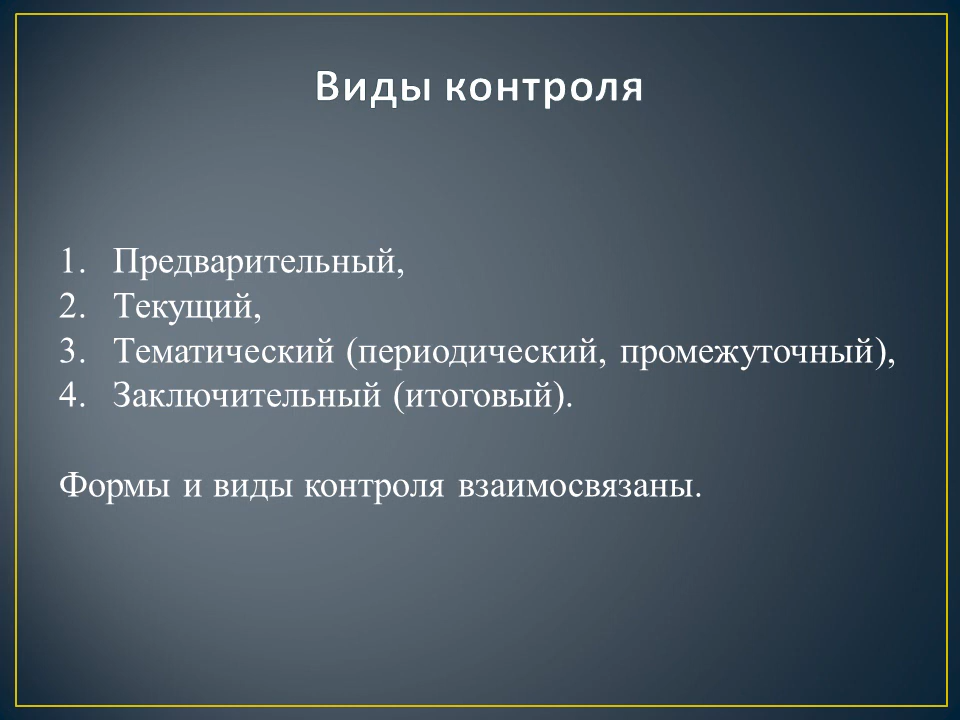 Виды контроля
1. Предварительный,
2. Текущий,
3. Тематический (периодический, промежуточный),
4. Заключительный (итоговый).
Формы и виды контроля взаимосвязаны.